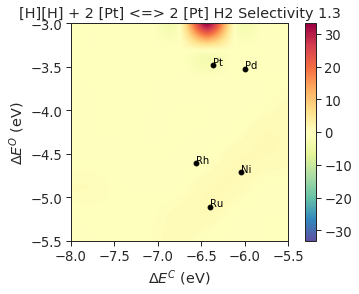 [H][H] + 2 [Pt] <=> 2 [Pt] H2 Selectivity 1.3
−3.0
−3.5
−4.0
−4.5
−5.0
−5.5
ΔE^O (eV)
Pt
Pd
Rh
Ni
Ru
−8.0 −7.5 −7.0 −6.5 −6.0 −5.5
ΔE^C (eV)
30
20
10
0
−10
−20
−30